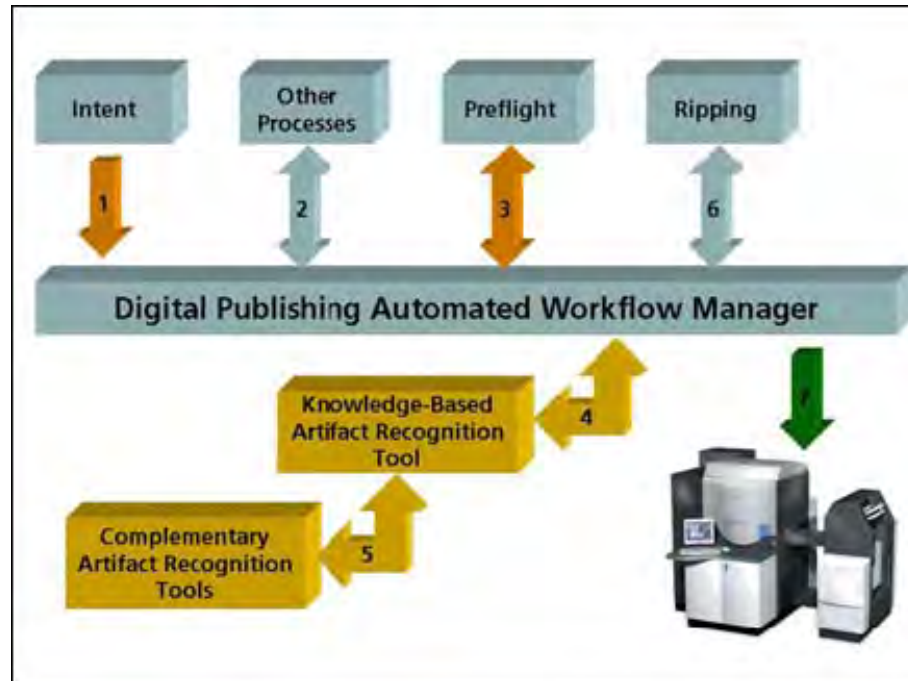 Intent
Other
Processes
Preflight
Ripping
1
2
3
6
Digital Publishing Automated Workflow Manager
Knowledge-Based
Artifact Recognition
Tool
4
7
Complementary
Artifact Recognition
Tools
5